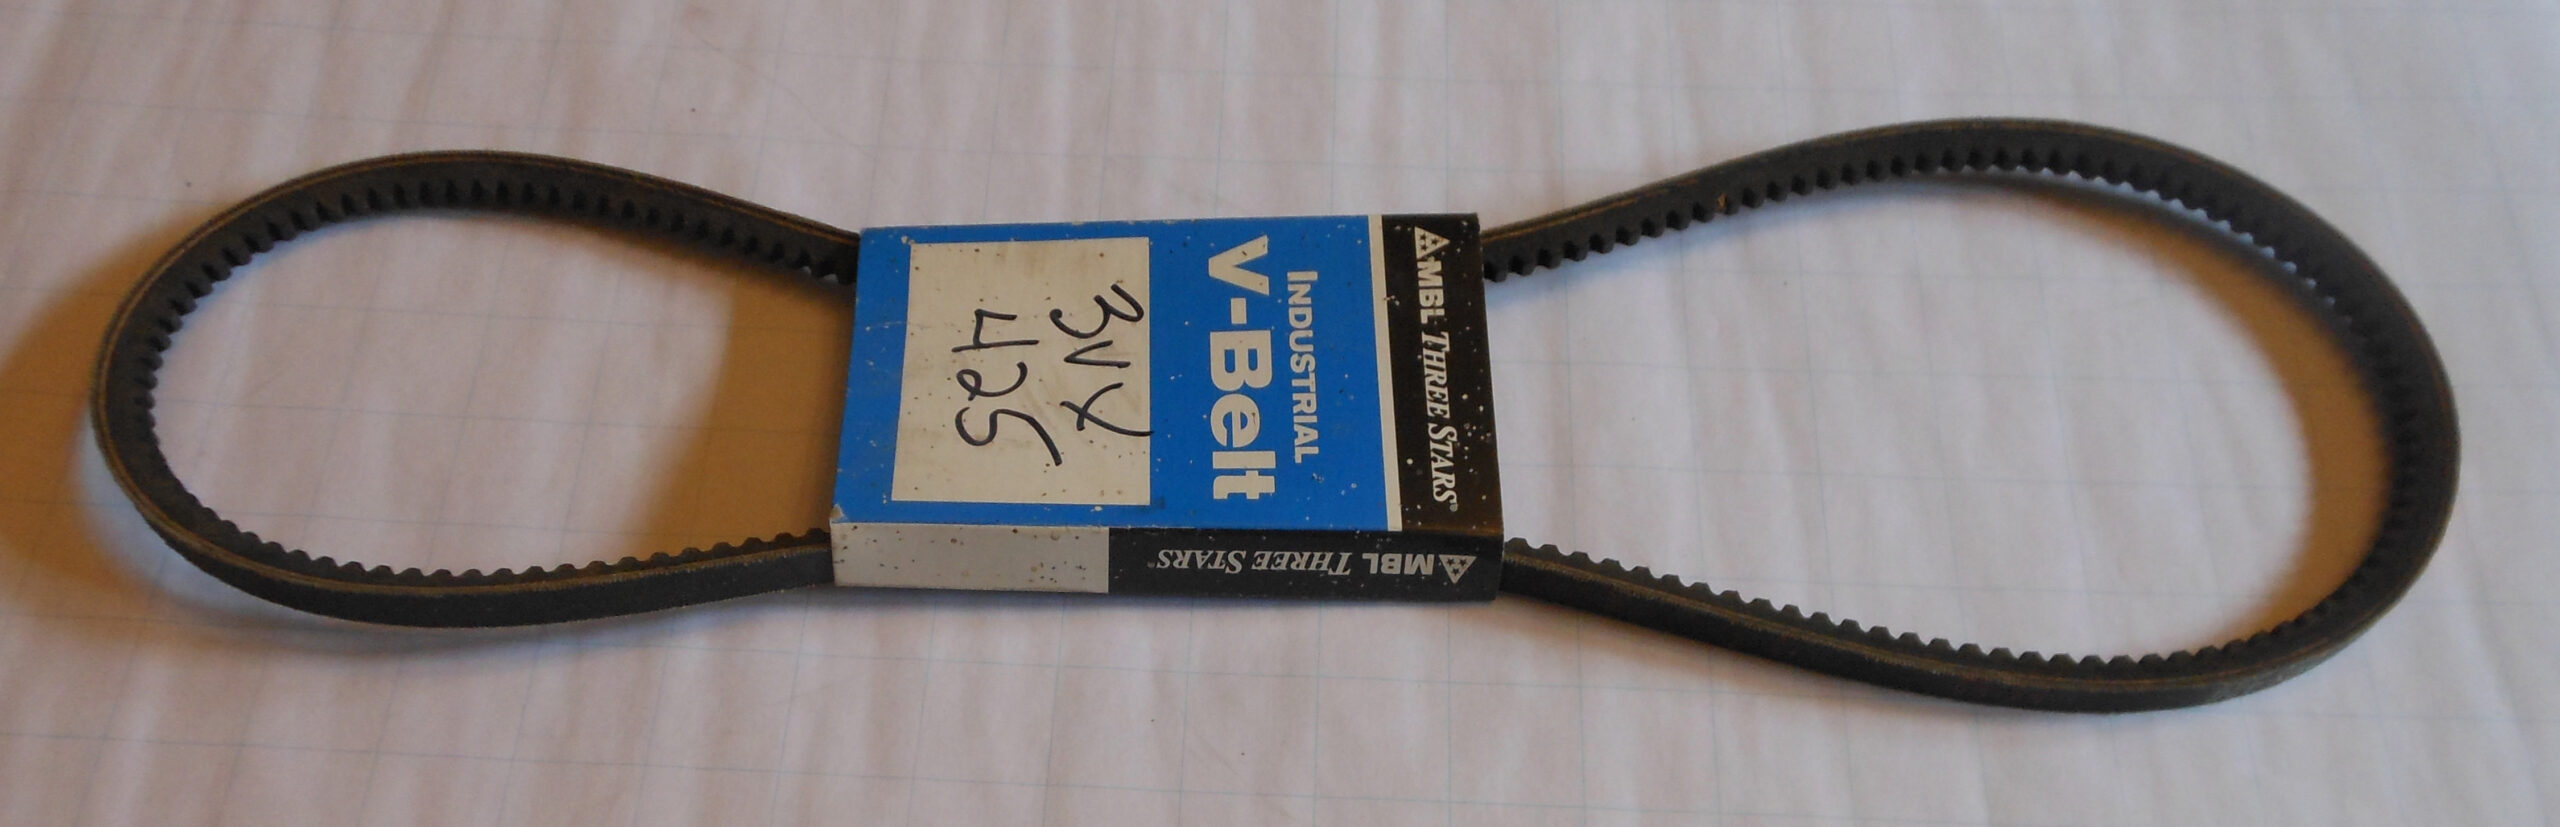 MBL THREE STARS®
INDUSTRIAL
V-Belt
3VX
425
MBL THREE STARS®